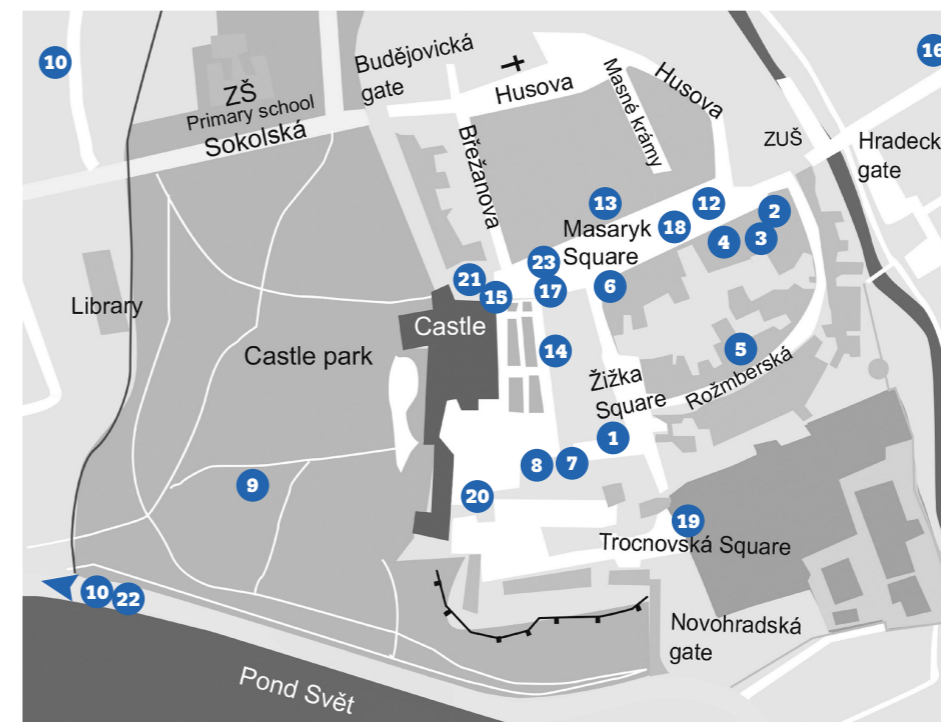 10
16
Budějovická
gate
Husova
Husova
Masné krámy
ZŠ
Primary school
Sokolská
Břežanova
ZUŠ
Hradeck
gate
13
12
2
Masaryk
Square
18
4
3
23
21
15
17
6
Library
Castle
Castle park
14
5
Žižka
Square
Rožmberská
1
8
7
9
20
19
Trocnovská Square
10
22
Novohradská
gate
Pond Svět